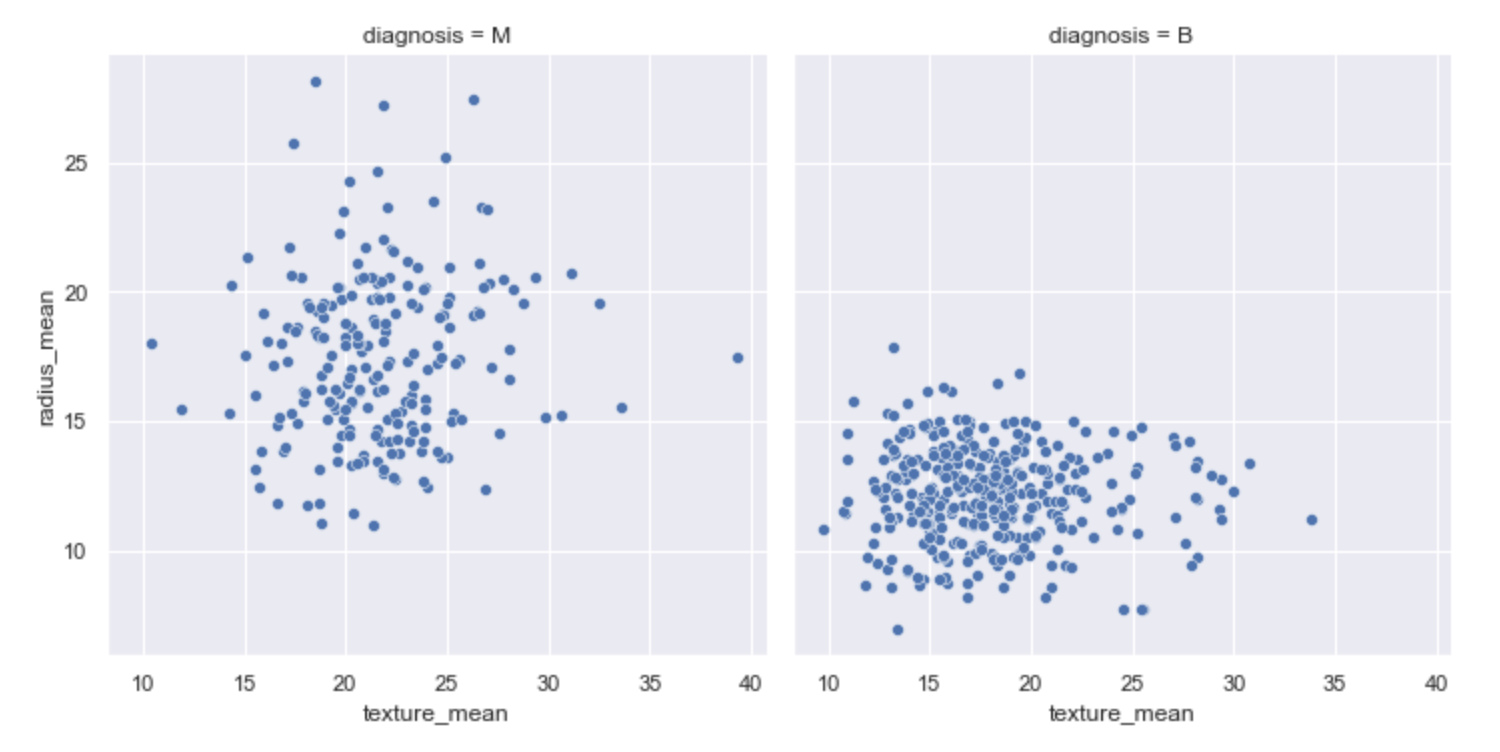 diagnosis = M
diagnosis = B
radius_mean
25
20
15
10
10 15 20 25 30 35 40
texture_mean
10 15 20 25 30 35 40
texture_mean